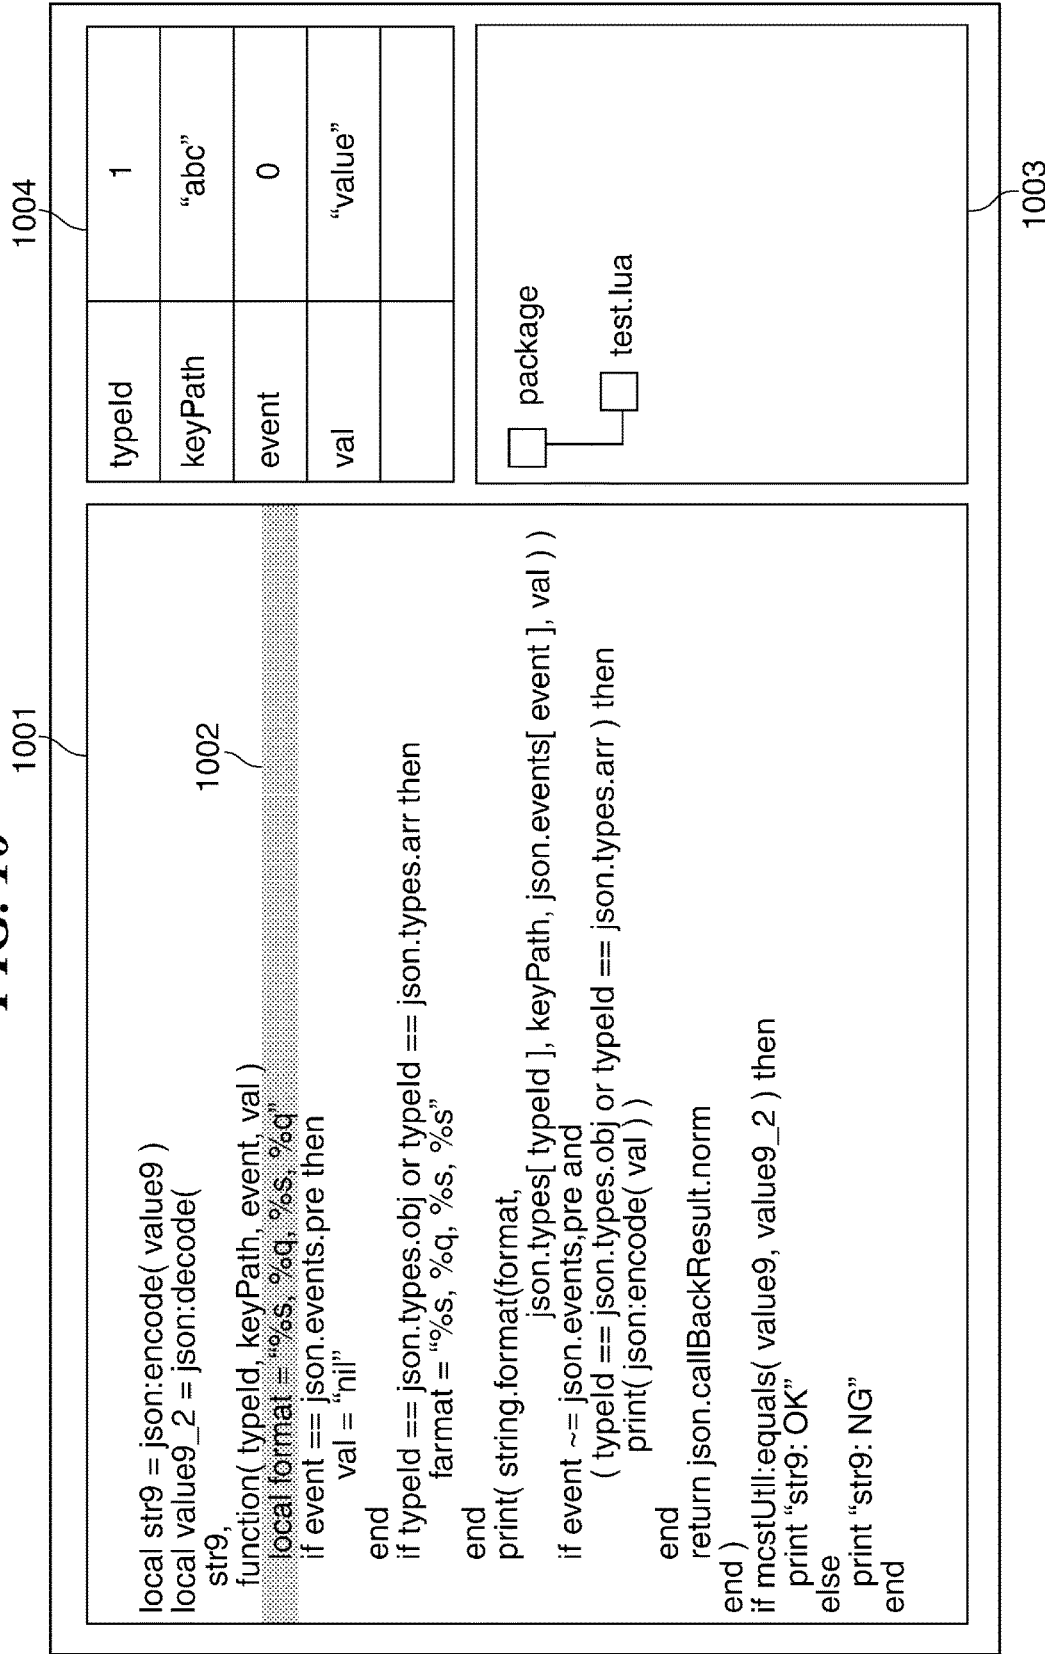 FIG. 10
1001
1004
local str9 = json:encode( value9 )
local value9_2 = json:decode(
str9,
function( typeId, keyPath, event, val )
1002
local format = “%s, %q, %s, %q”
if event == json.events.pre then
val = “nil”
end
if typeId == json.types.obj or typeId == json.types.arr then
farmat = “%s, %q, %s, %s”
end
print( string.format(format,
json.types[ typeId ], keyPath, json.events[ event ], val ) )
if event ~= json.events,pre and
( typeId == json.types.obj or typeId == json.types.arr ) then
print( json:encode( val ) )
end
return json.callBackResult.norm
end )
if mcstUtll:equals( value9, value9_2 ) then
print “str9: OK”
else
print “str9: NG”
end
typeId 1
keyPath “abc”
event 0
val “value”
package
test.lua
1003